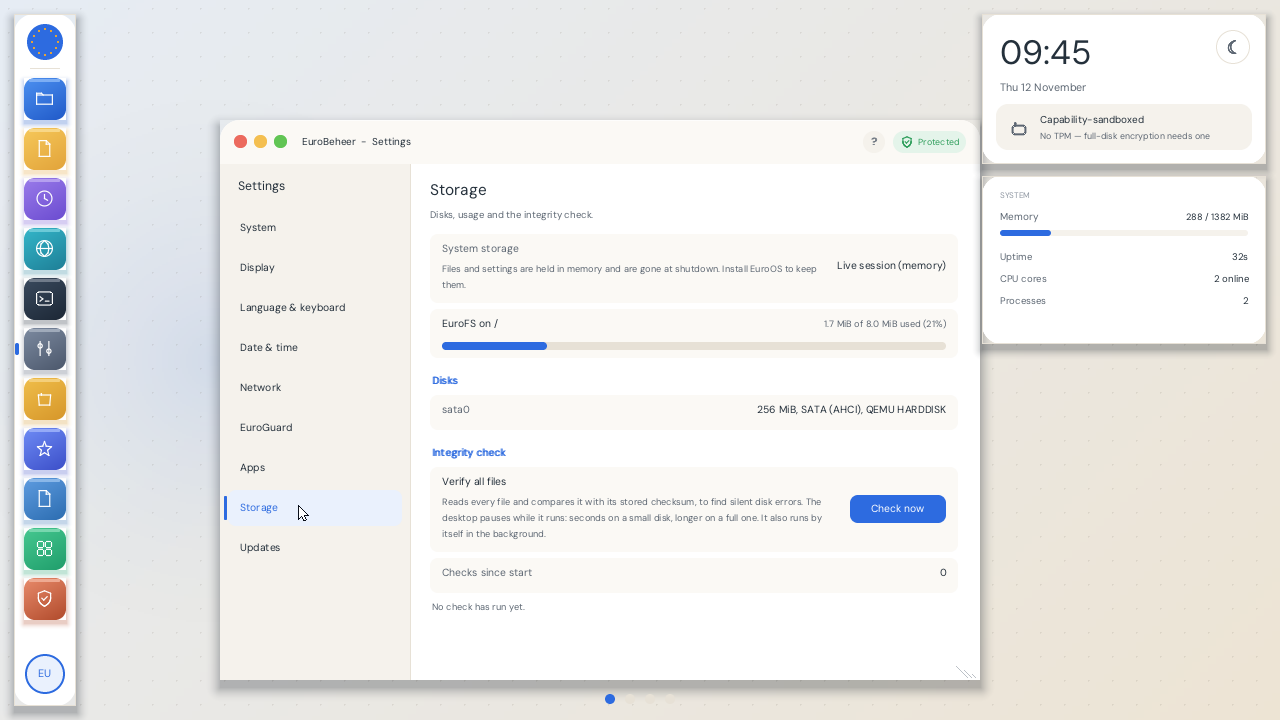 EuroBeheer – Settings
?
Protected
Settings
System
Display
Language & keyboard
Date & time
Network
EuroGuard
Apps
Storage
Updates
Storage
Disks, usage and the integrity check.
System storage
Files and settings are held in memory and are gone at shutdown. Install EuroOS to keep
them.
Live session (memory)
EuroFS on /
1.7 MiB of 8.0 MiB used (21%)
Disks
sata0
256 MiB, SATA (AHCI), QEMU HARDDISK
Integrity check
Verify all files
Reads every file and compares it with its stored checksum, to find silent disk errors. The
desktop pauses while it runs: seconds on a small disk, longer on a full one. It also runs by
itself in the background.
Check now
Checks since start
0
No check has run yet.
09:45
Thu 12 November
Capability-sandboxed
No TPM — full-disk encryption needs one
SYSTEM
Memory
288 / 1382 MiB
Uptime
32s
CPU cores
2 online
Processes
2
EU